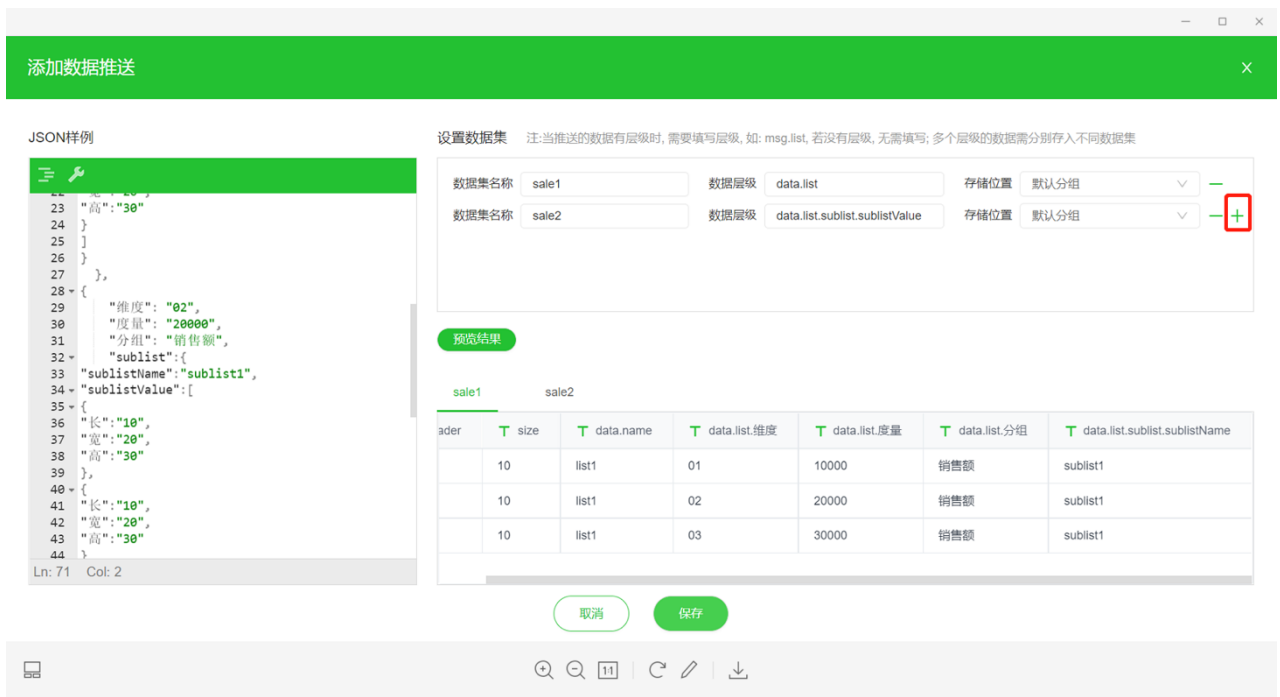 添加数据推送
JSON样例
设置数据集 注:当推送的数据有层级时, 需要填写层级, 如: msg.list, 若没有层级, 无需填写; 多个层级的数据需分别存入不同数据集
23 "高":"30"
24 }
25 ]
26 }
27 },
28 {
29 "维度": "02",
30 "度量": "20000",
31 "分组": "销售额",
32 "sublist":{
33 "sublistName":"sublist1",
34 "sublistValue":[
35 {
36 "长":"10",
37 "宽":"20",
38 "高":"30"
39 },
40 {
41 "长":"10",
42 "宽":"20",
43 "高":"30"
44 }
Ln: 71 Col: 2
数据集名称 sale1 数据层级 data.list 存储位置 默认分组
数据集名称 sale2 数据层级 data.list.sublist.sublistValue 存储位置 默认分组
预览结果
sale1 sale2
ader size data.name data.list.维度 data.list.度量 data.list.分组 data.list.sublist.sublistName
10 list1 01 10000 销售额 sublist1
10 list1 02 20000 销售额 sublist1
10 list1 03 30000 销售额 sublist1
取消 保存
1:1